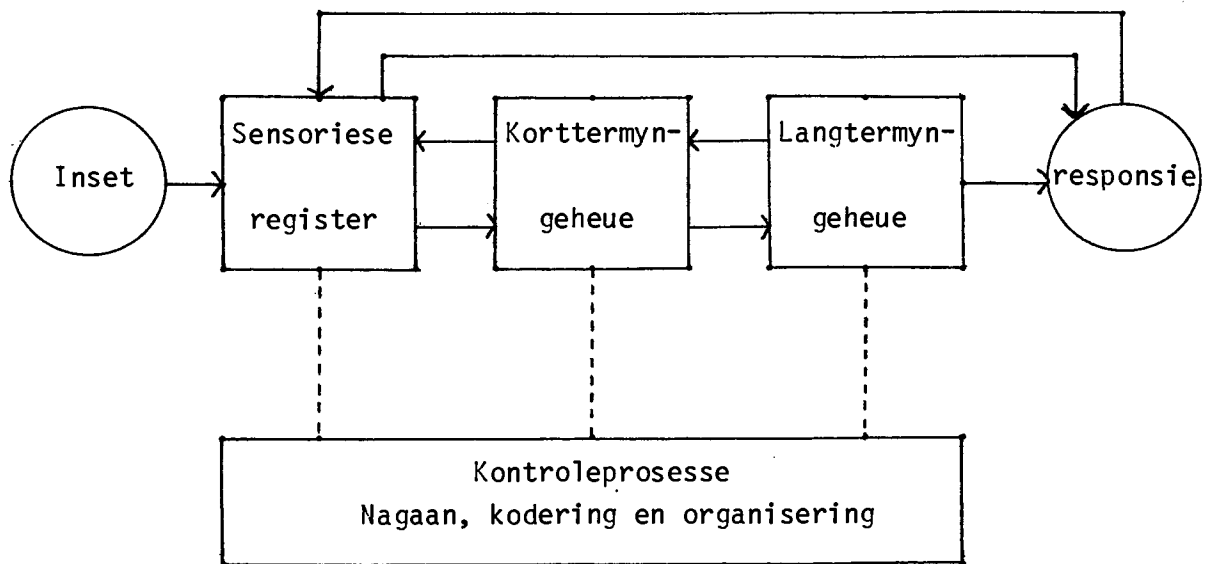 Inset
Sensoriese
register
Korttermyn-
geheue
Langtermyn-
geheue
responsie
Kontroleprosesse
Nagaan, kodering en organisering